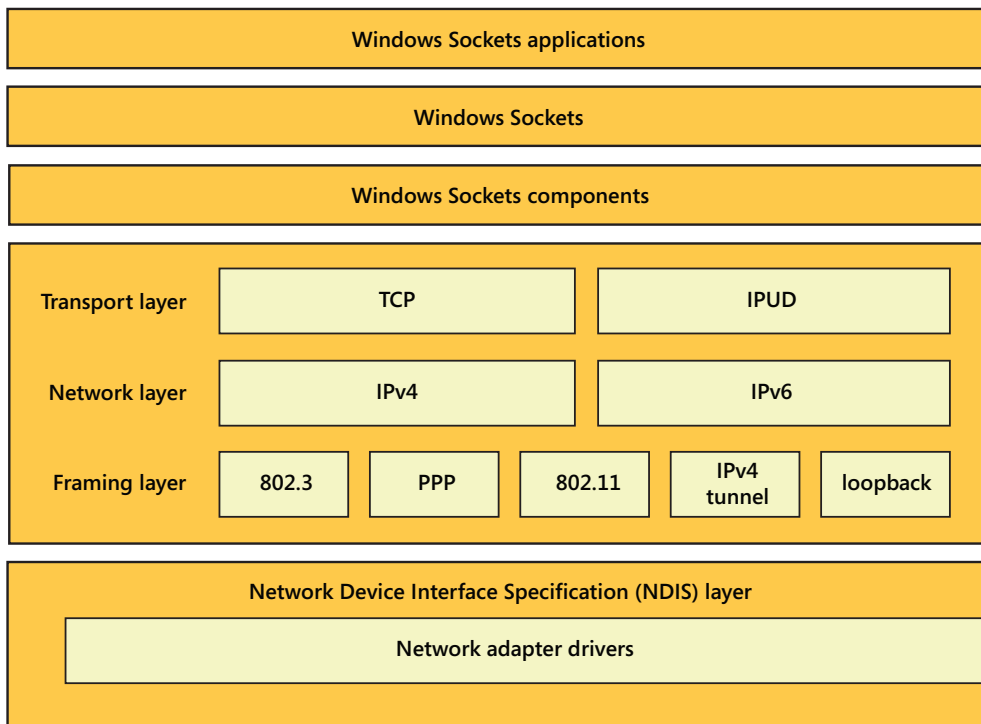 Windows Sockets applications
Windows Sockets
Windows Sockets components
Transport layer
TCP
IPUD
Network layer
IPv4
IPv6
Framing layer
802.3
PPP
802.11
IPv4
tunnel
loopback
Network Device Interface Specification (NDIS) layer
Network adapter drivers